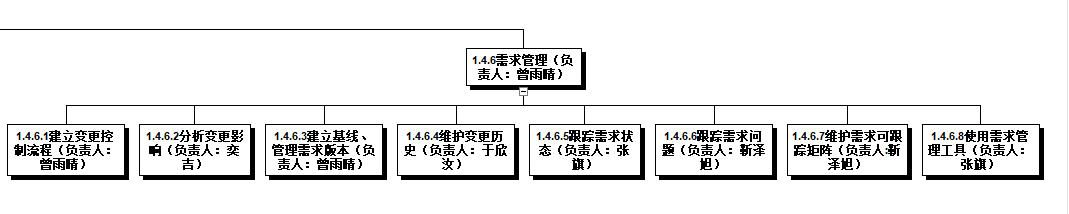 1.4.6需求管理（负
责人：曾雨晴）
1.4.6.1建立变更控
制流程（负责人：
曾雨晴）
1.4.6.2分析变更影
响（负责人：奕
吉）
1.4.6.3建立基线、
管理需求版本（负
责人：曾雨晴）
1.4.6.4维护变更历
史（负责人：于欣
汝）
1.4.6.5跟踪需求状
态（负责人：张
旗）
1.4.6.6跟踪需求问
题（负责人：靳泽
旭）
1.4.6.7维护需求可跟
踪矩阵（负责人:靳
泽旭）
1.4.6.8使用需求管
理工具（负责人：
张旗）